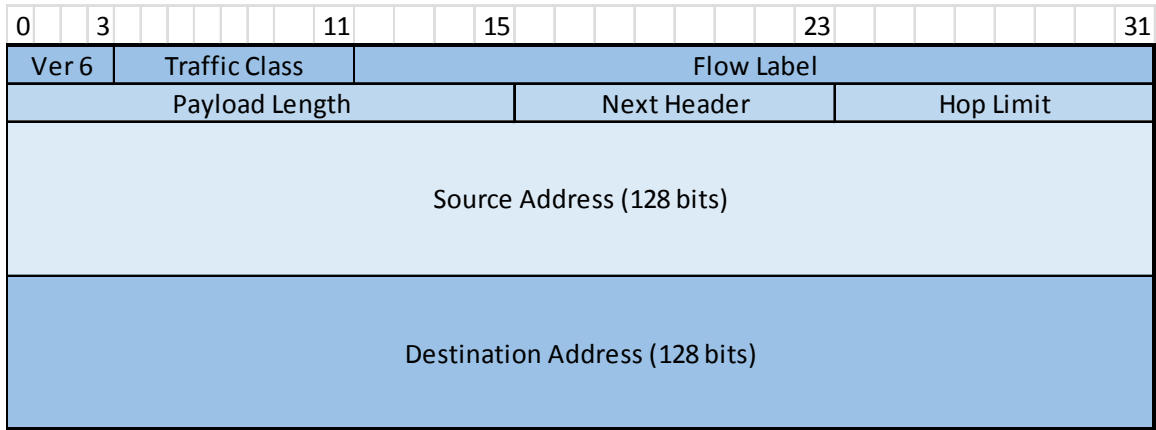 0 3 11 15 23 31
Ver 6 Traffic Class Flow Label
Payload Length Next Header Hop Limit
Source Address (128 bits)
Destination Address (128 bits)